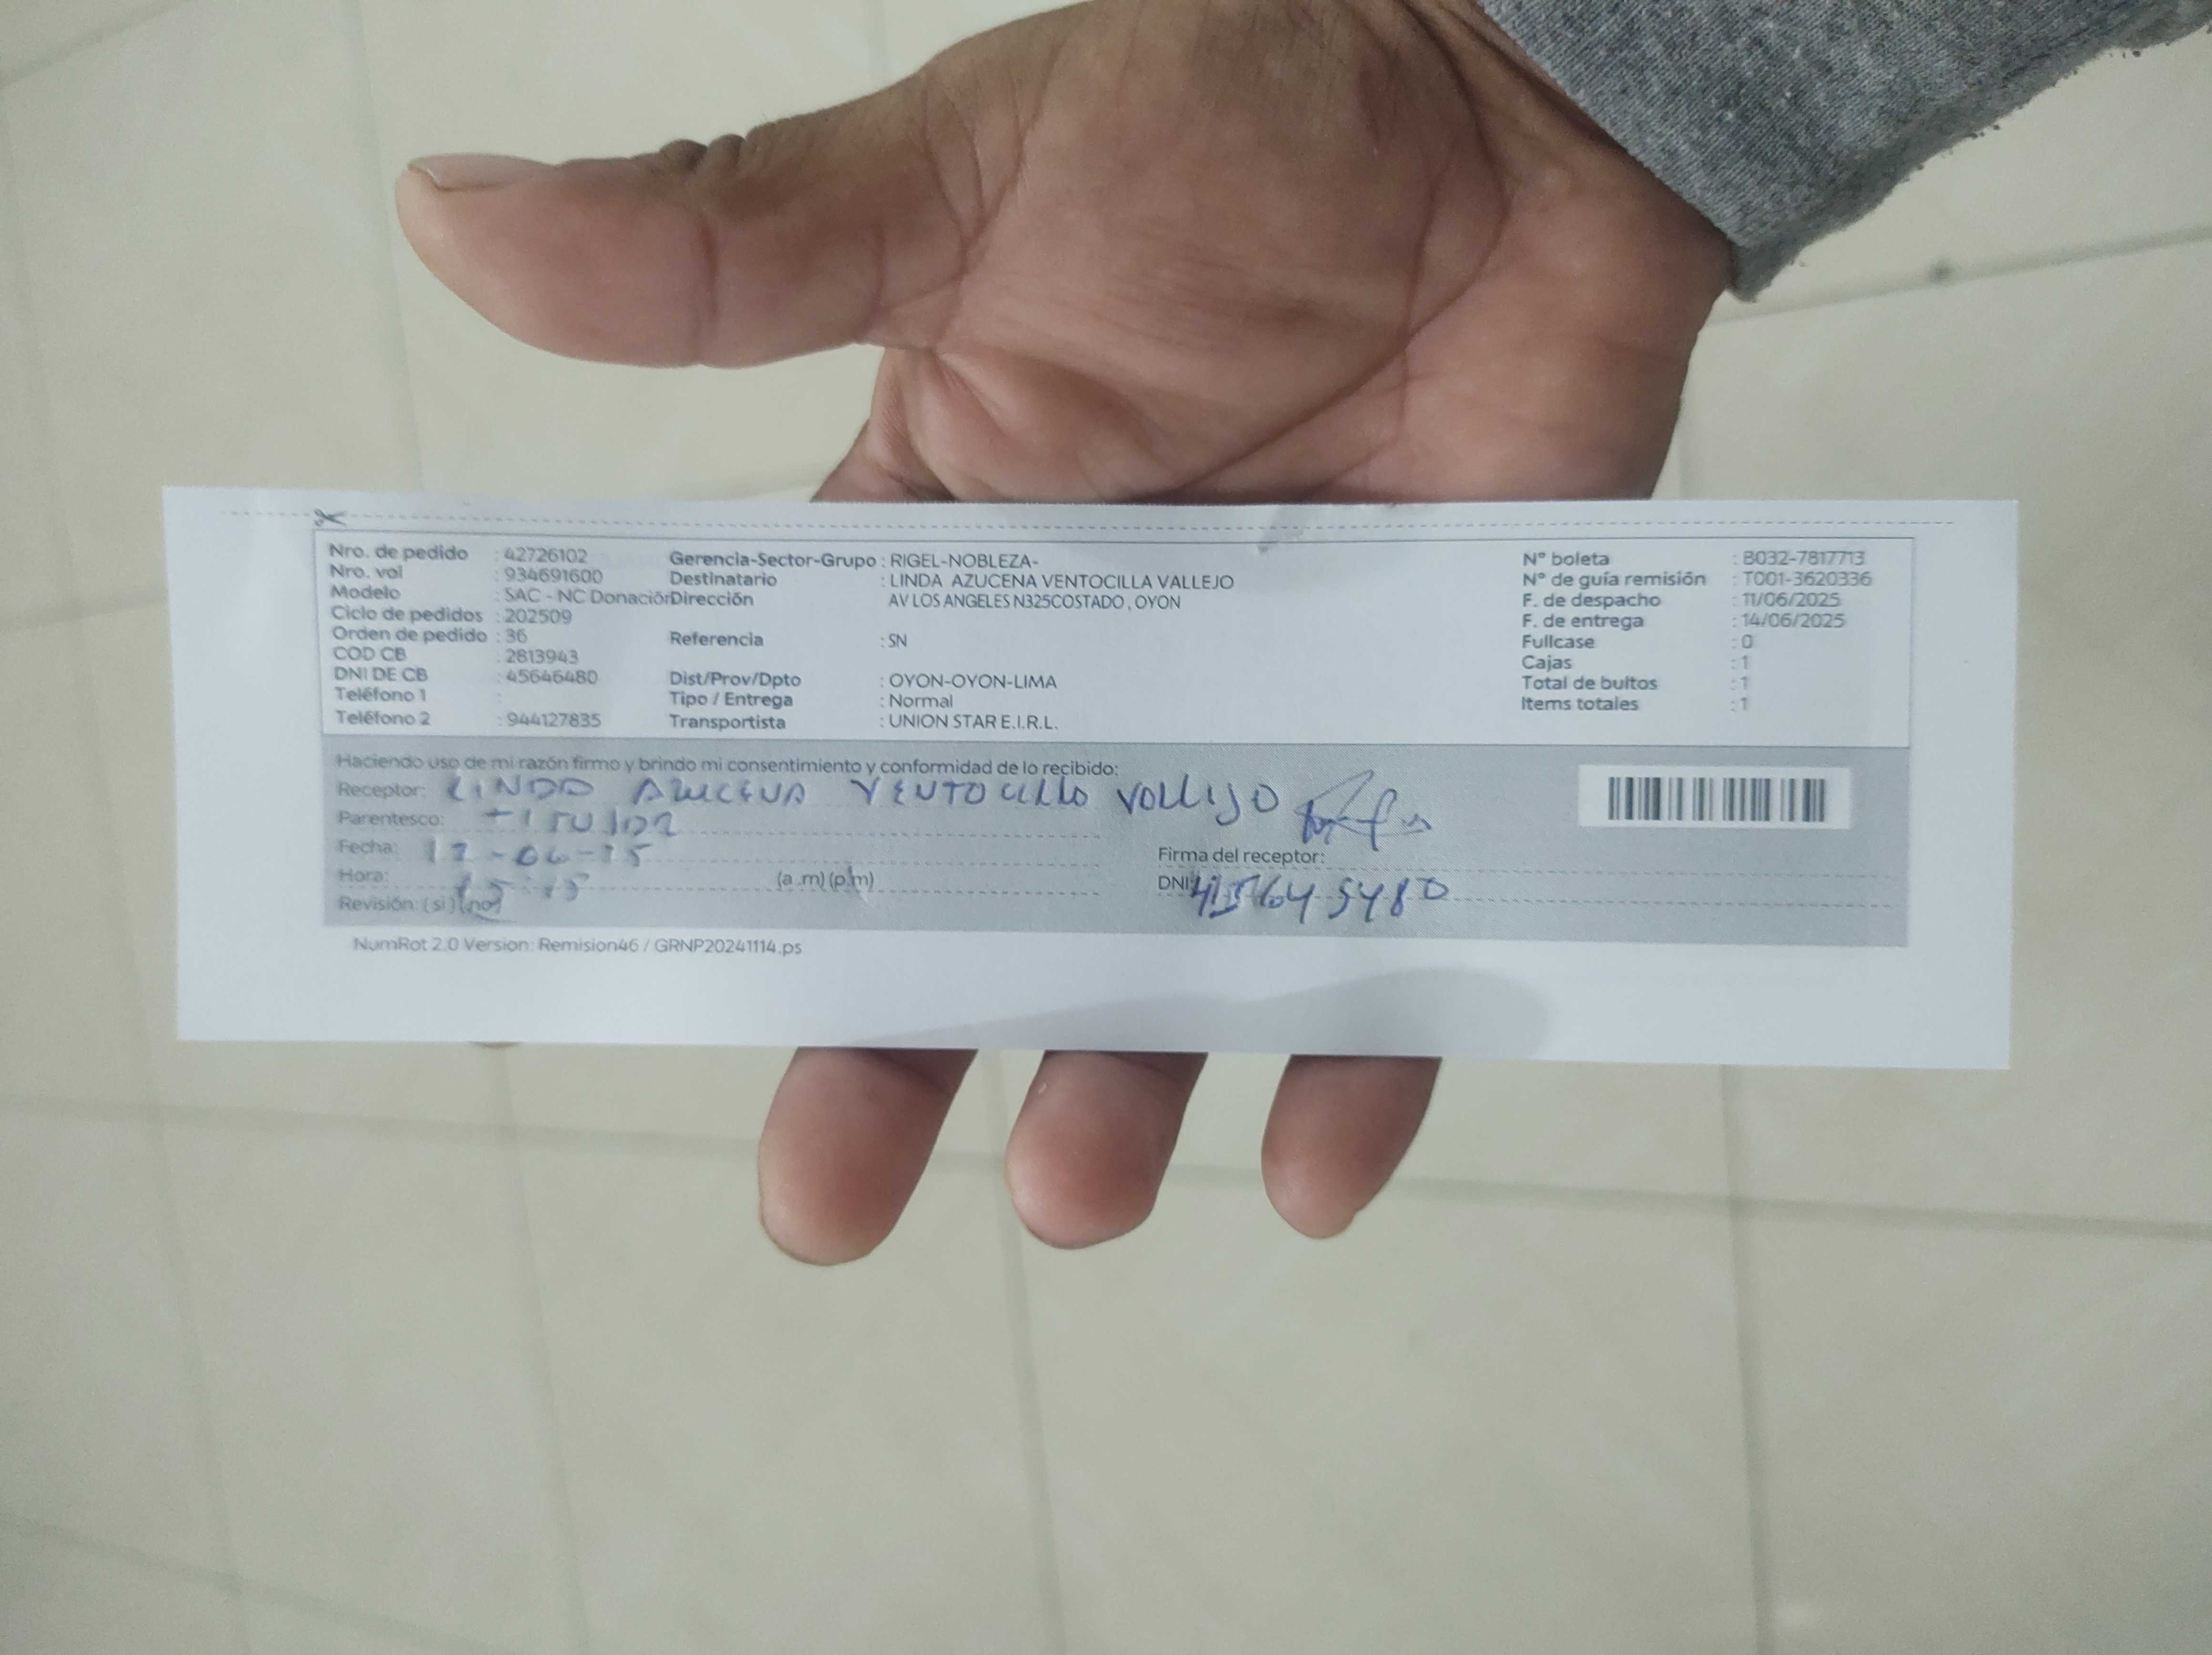 Nro. de pedido : 42726102
Nro. vol : 934691600
Modelo : SAC - NC Donación
Ciclo de pedidos : 202509
Orden de pedido : 36
COD CB : 2813943
DNI DE CB : 45646480
Teléfono 1 :
Teléfono 2 : 944127835
Gerencia-Sector-Grupo : RIGEL-NOBLEZA-
Destinatario : LINDA AZUCENA VENTOCILLA VALLEJO
Dirección AV LOS ANGELES N325COSTADO , OYON
Referencia : SN
Dist/Prov/Dpto : OYON-OYON-LIMA
Tipo / Entrega : Normal
Transportista : UNION STAR E.I.R.L.
N° boleta : B032-7817713
N° de guía remisión : T001-3620336
F. de despacho : 11/06/2025
F. de entrega : 14/06/2025
Fullcase : 0
Cajas : 1
Total de bultos : 1
Items totales : 1
Haciendo uso de mi razón firmo y brindo mi consentimiento y conformidad de lo recibido:
Receptor: LINDA AZUCENA VENTOCILLA VALLEJO
Parentesco: titular
Fecha:
Hora: (a .m) (p.m)
Revisión: (si) (no)
Firma del receptor:
DNI:
NumRot 2.0 Version: Remision46 / GRNP20241114.ps